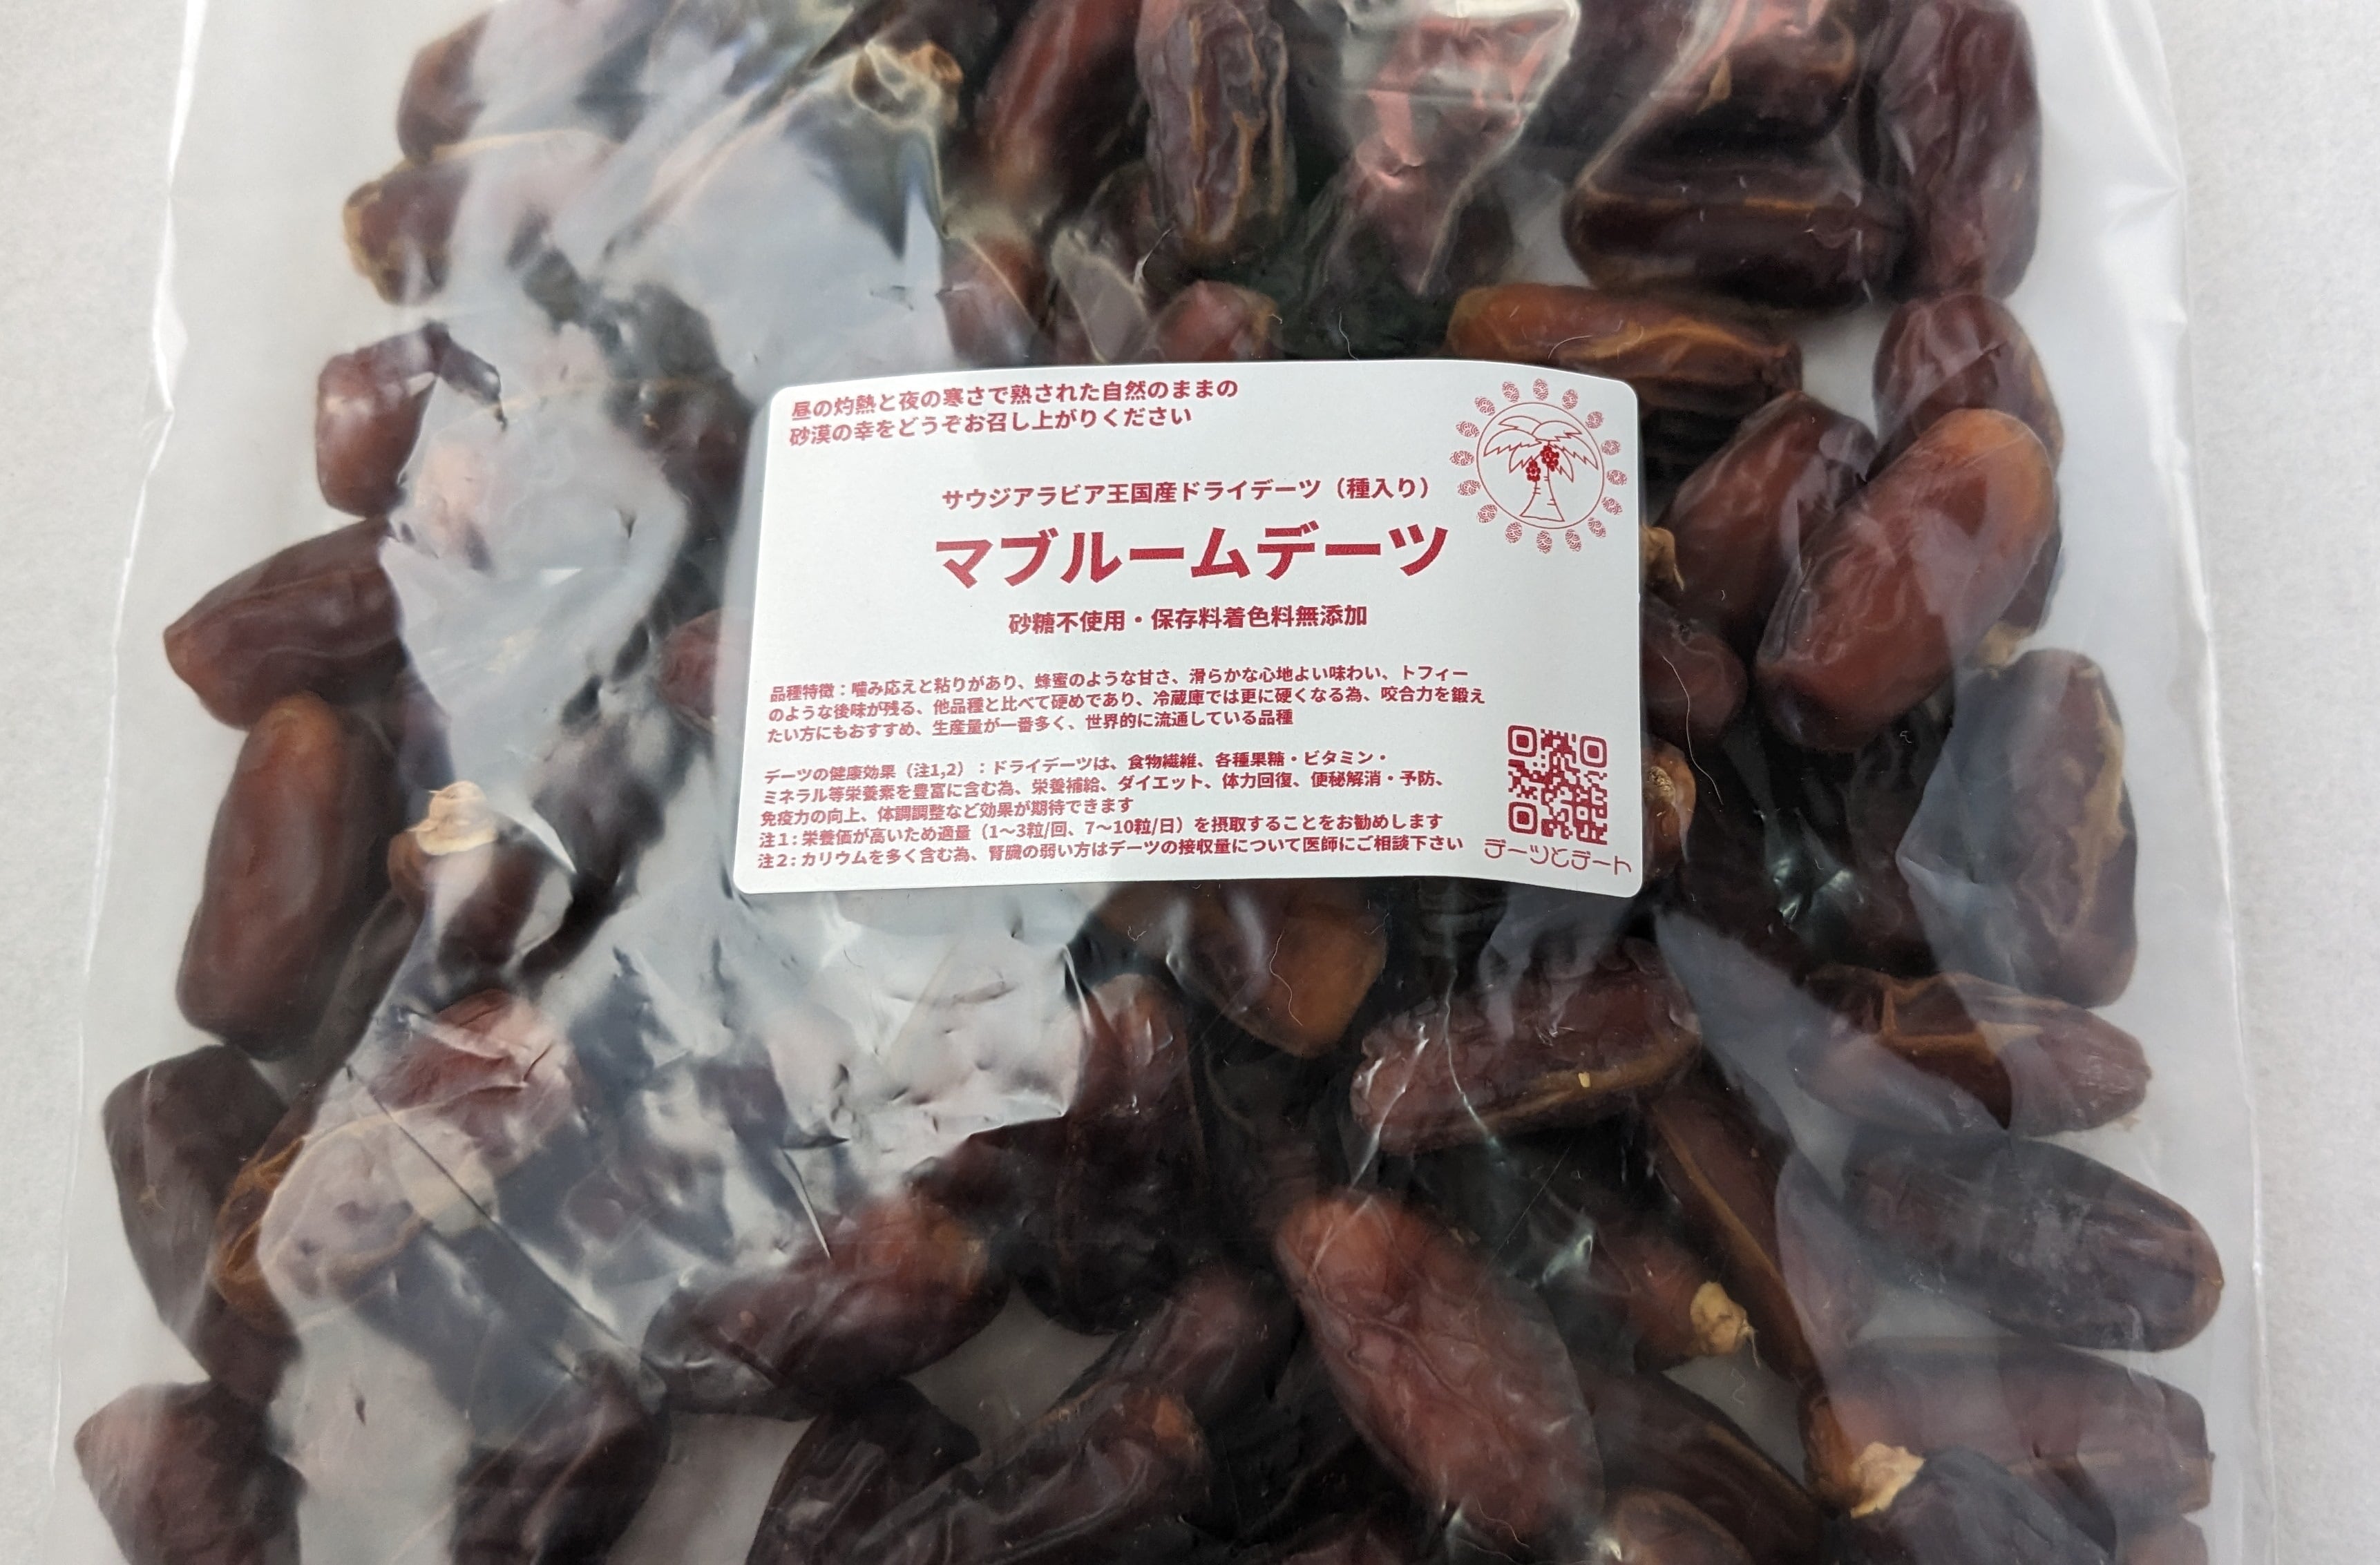 昼の灼熱と夜の寒さで熟された自然のままの
砂漠の幸をどうぞお召し上がりください
サウジアラビア王国産ドライデーツ（種入り）
マブルームデーツ
砂糖不使用・保存料着色料無添加
品種特徴：噛み応えと粘りがあり、蜂蜜のような甘さ、滑らかな心地よい味わい、トフィー
のような後味が残る、他品種と比べて硬めであり、冷蔵庫では更に硬くなる為、咬合力を鍛え
たい方にもおすすめ、生産量が一番多く、世界的に流通している品種
デーツの健康効果（注1,2）：ドライデーツは、食物繊維、各種果糖・ビタミン・
ミネラル等栄養素を豊富に含む為、栄養補給、ダイエット、体力回復、便秘解消・予防、
免疫力の向上、体調調整など効果が期待できます
注１: 栄養価が高いため適量（1～3粒/回、7～10粒/日）を摂取することをお勧めします
注２: カリウムを多く含む為、腎臓の弱い方はデーツの接収量について医師にご相談下さい
デーツとデート